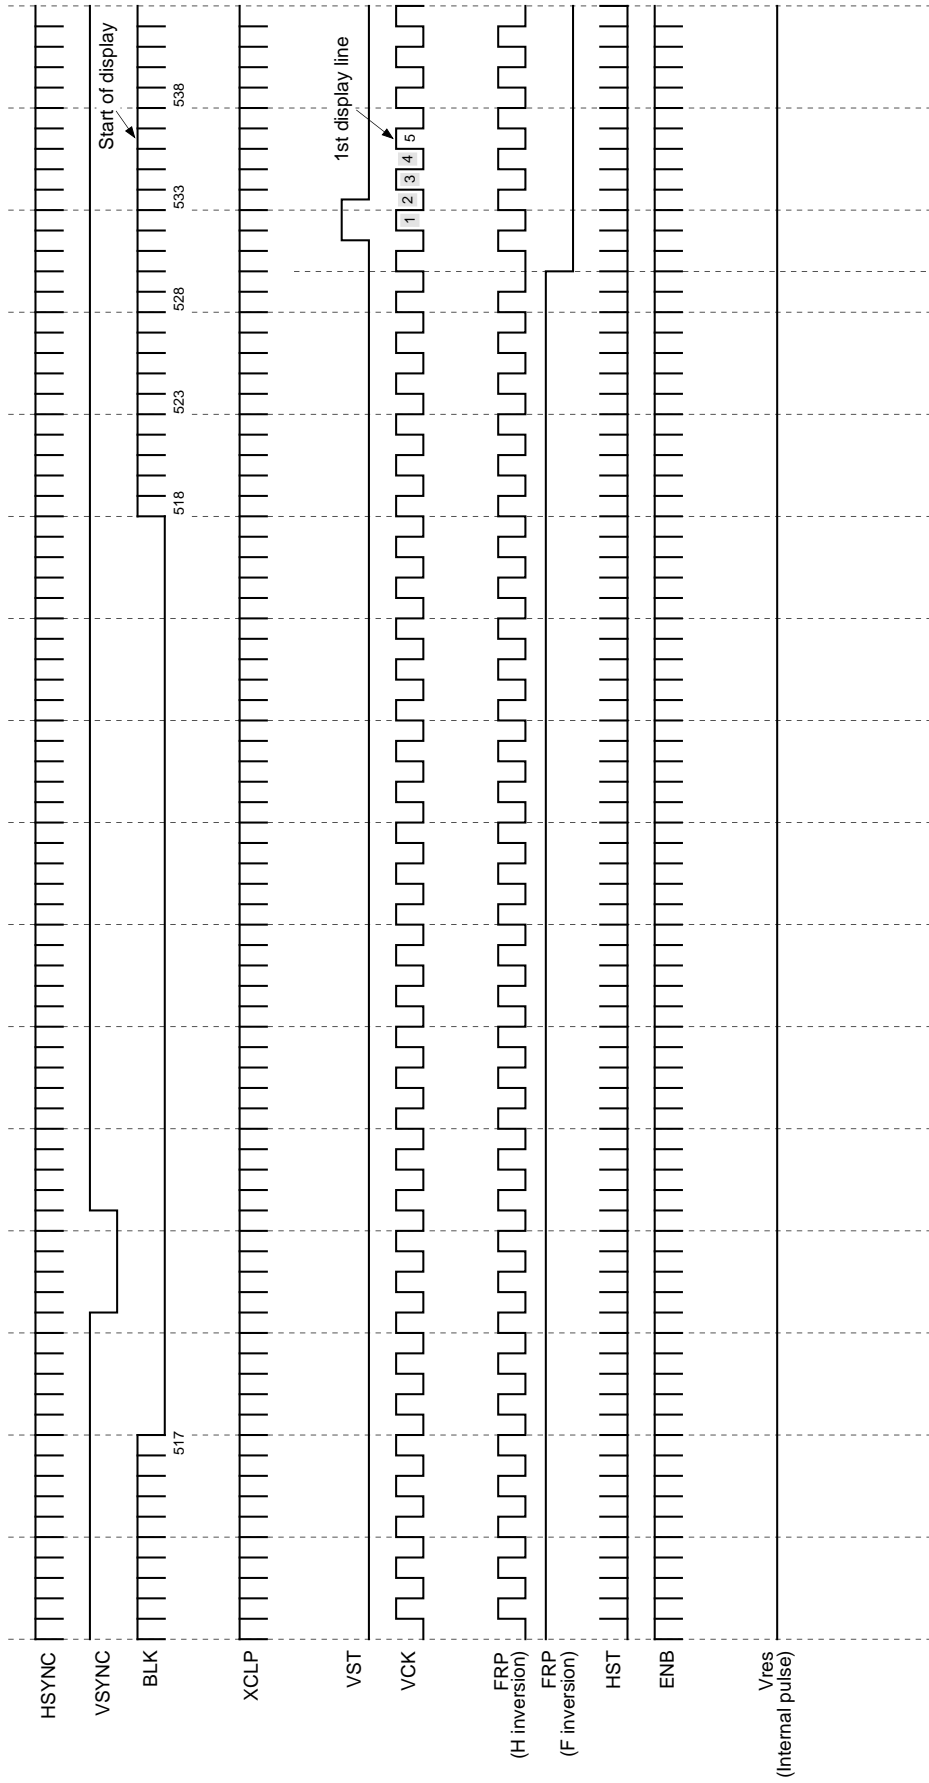 HSYNC
VSYNC
BLK
517
518
523
528
533
538
Start of display
XCLP
VST
1st display line
VCK
1 2 3 4 5
FRP
(H inversion)
FRP
(F inversion)
HST
ENB
Vres
(Internal pulse)